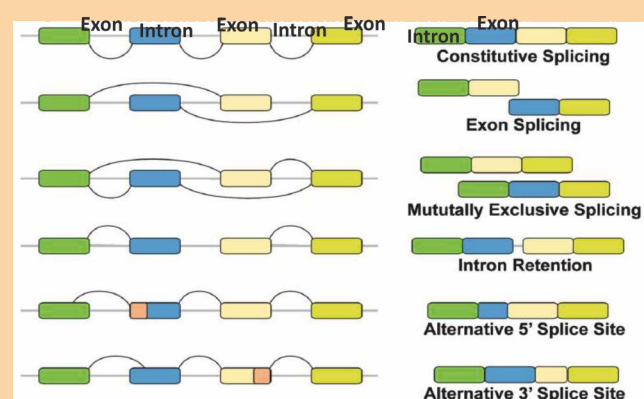 Exon Intron Exon Intron Exon
Intron Exon
Constitutive Splicing
Exon Splicing
Mututally Exclusive Splicing
Intron Retention
Alternative 5' Splice Site
Alternative 3' Splice Site